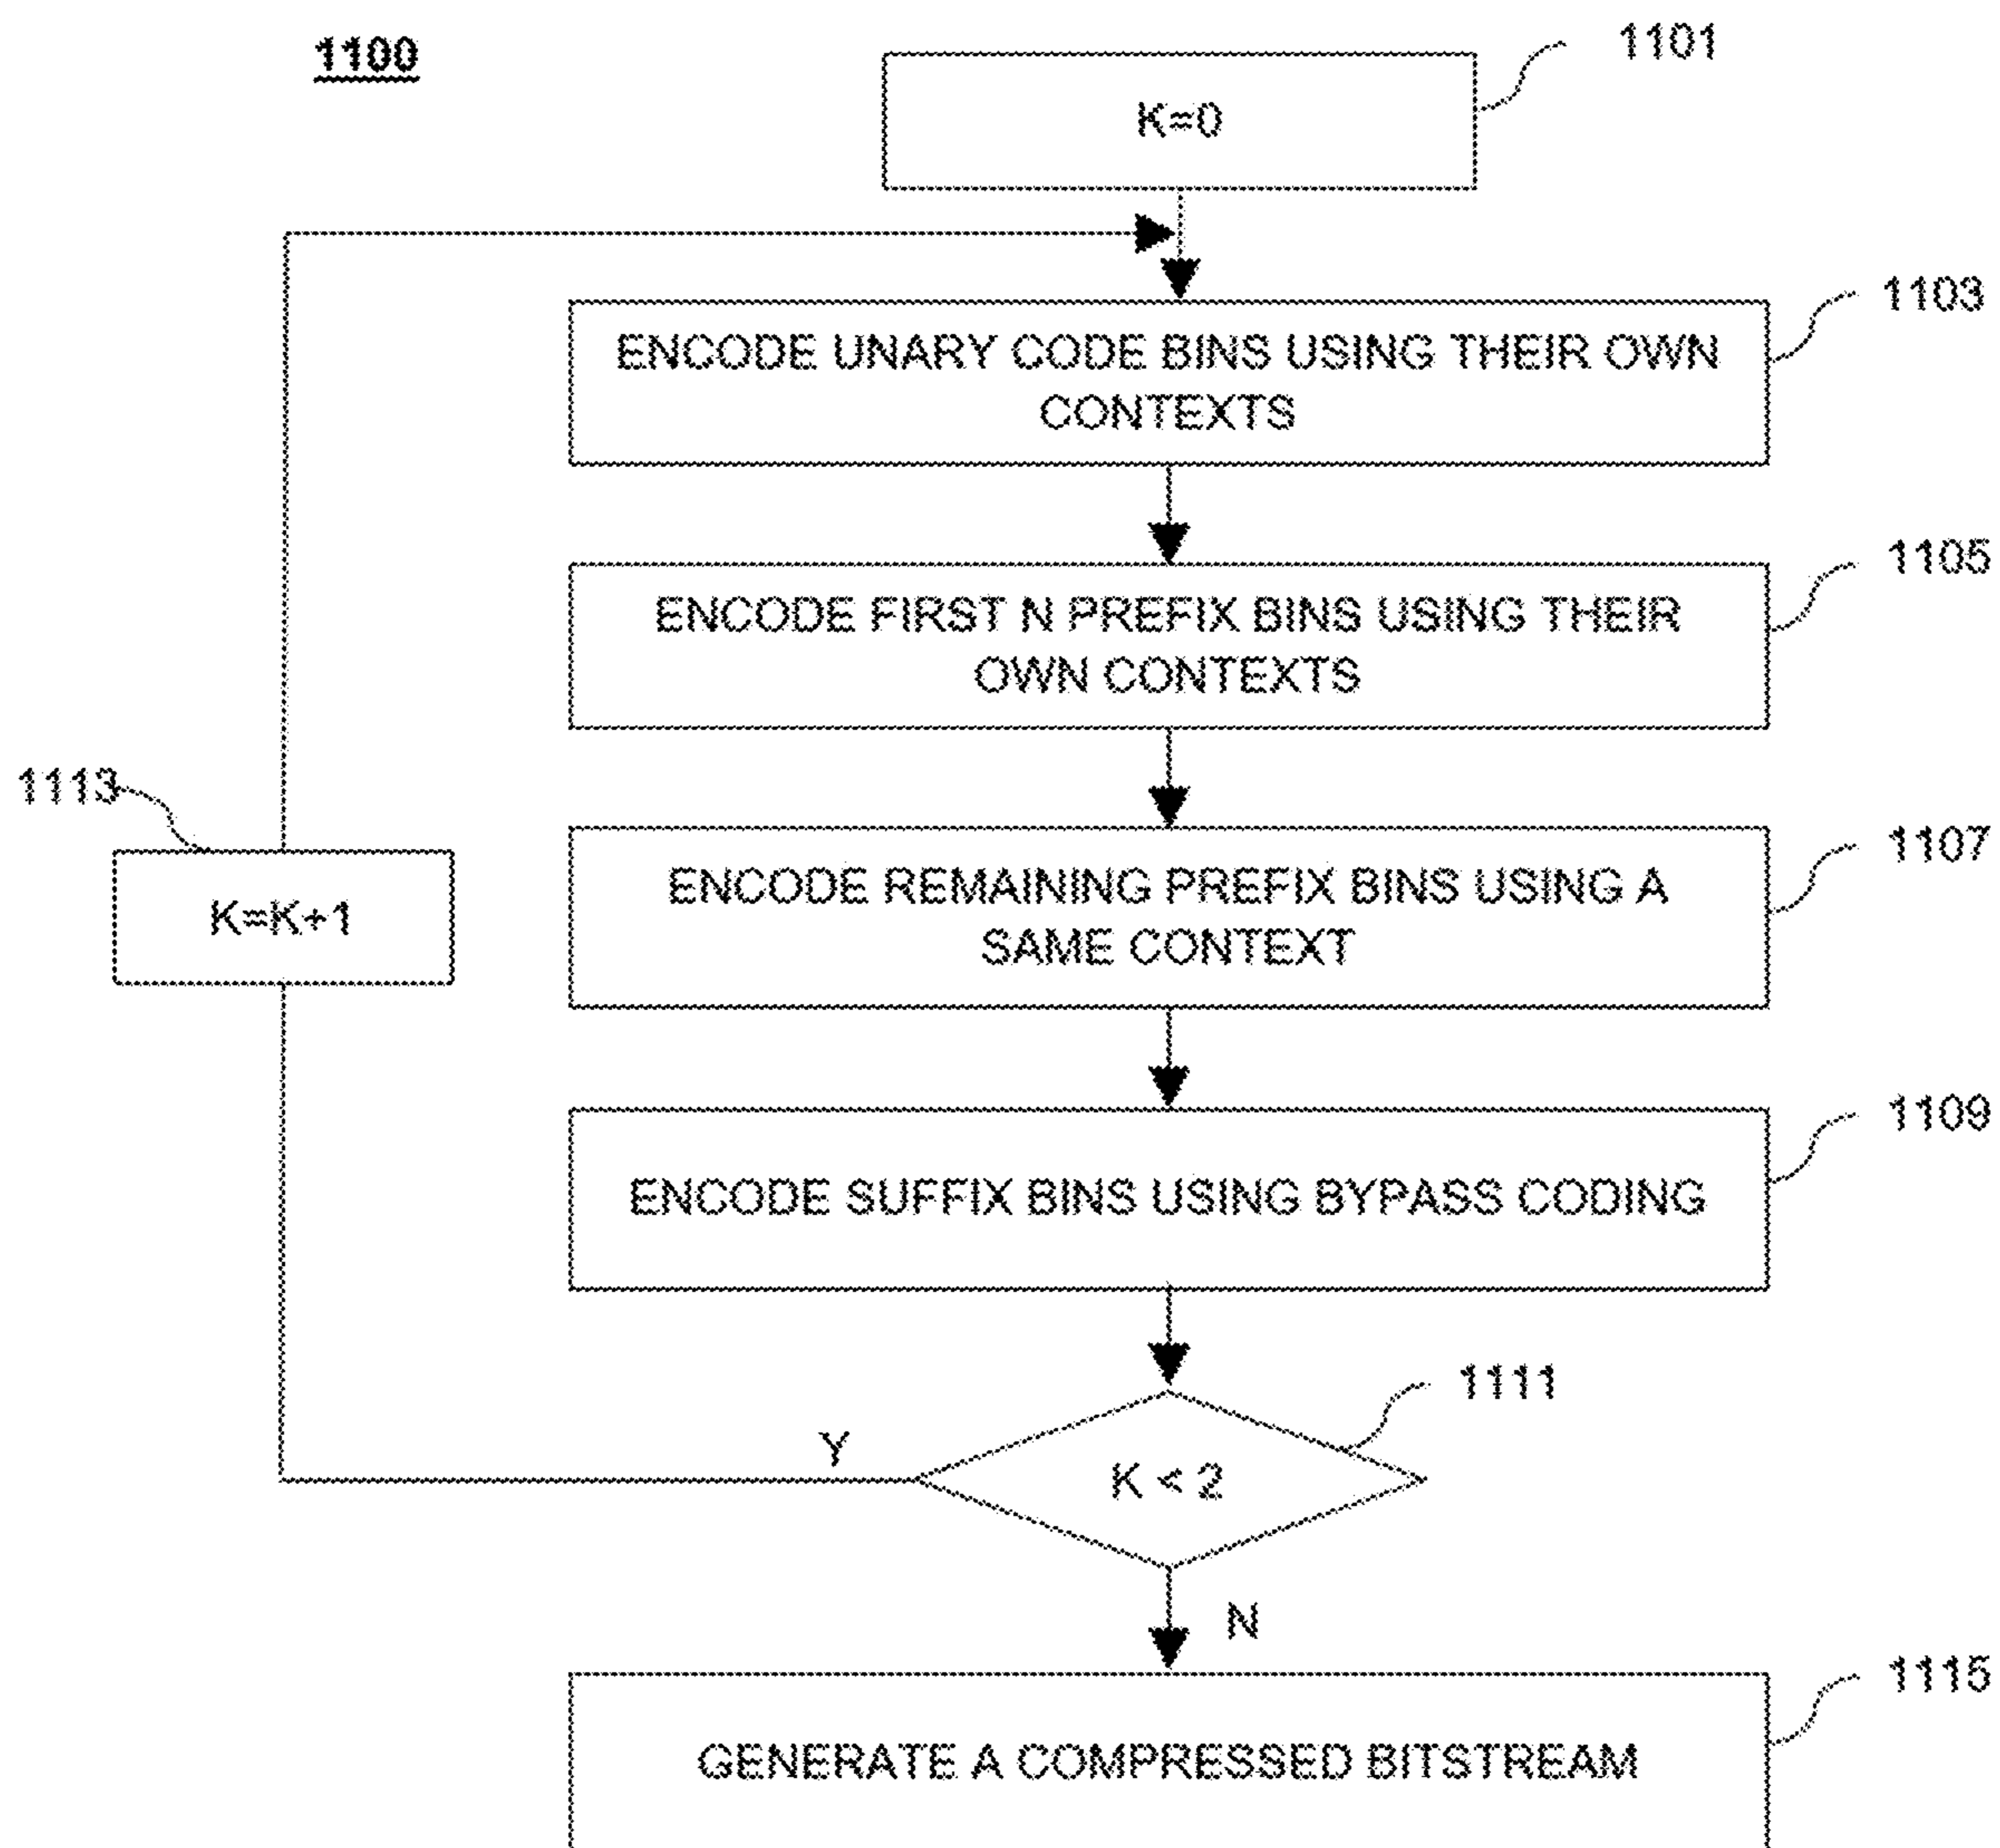 1100
1101
K=0
1103
ENCODE UNARY CODE BINS USING THEIR OWN
CONTEXTS
1105
ENCODE FIRST N PREFIX BINS USING THEIR
OWN CONTEXTS
1113
K=K+1
1107
ENCODE REMAINING PREFIX BINS USING A
SAME CONTEXT
1109
ENCODE SUFFIX BINS USING BYPASS CODING
1111
Y
K < 2
N
1115
GENERATE A COMPRESSED BITSTREAM